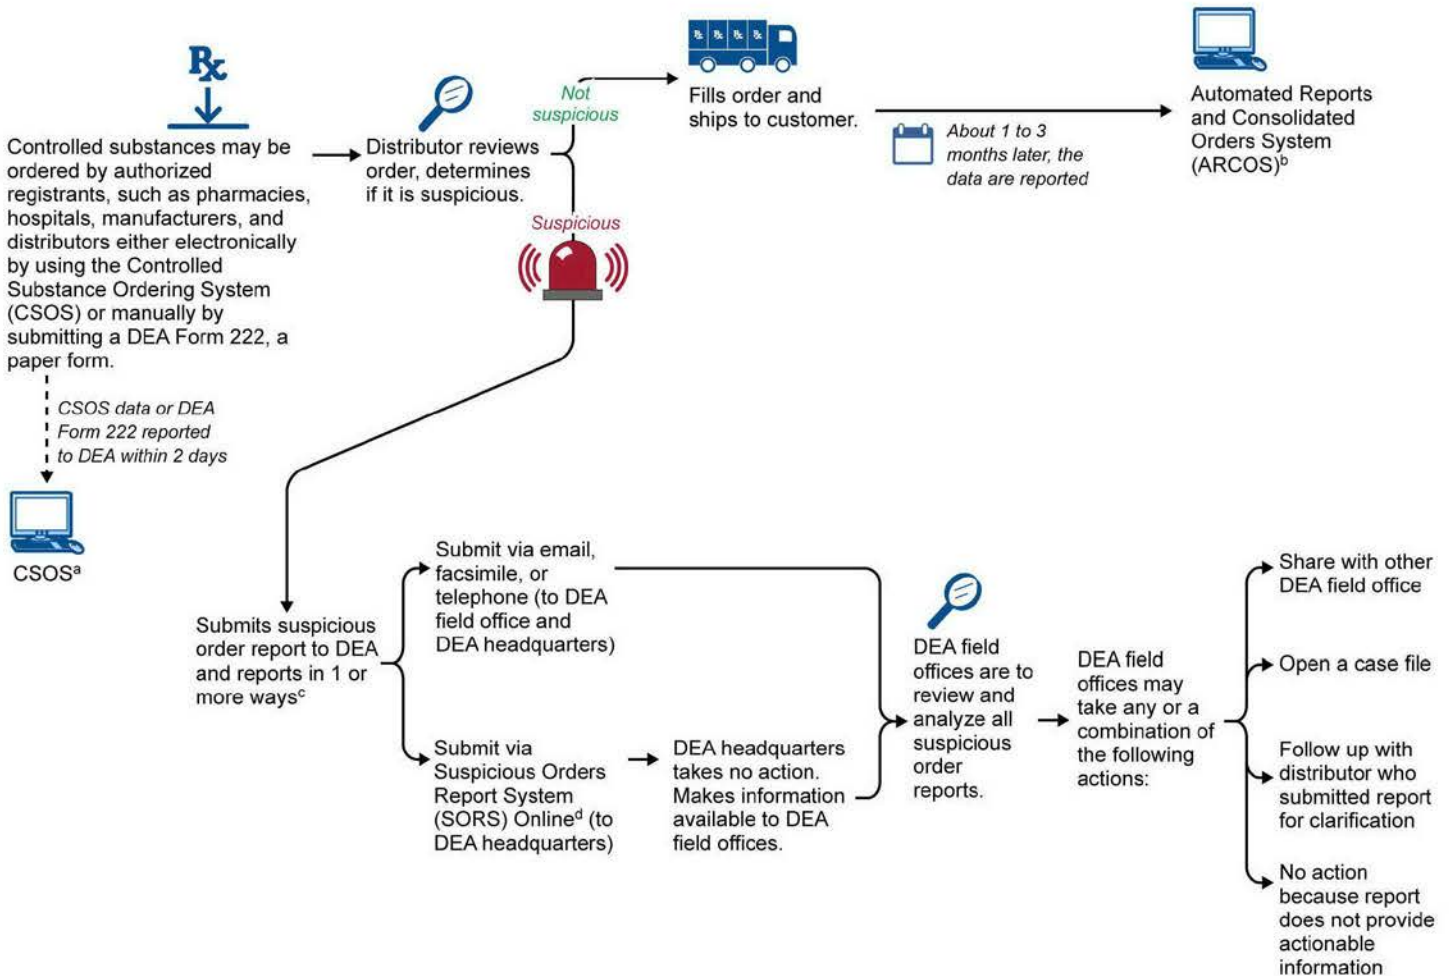 Rx
Controlled substances may be
ordered by authorized
registrants, such as pharmacies,
hospitals, manufacturers, and
distributors either electronically
by using the Controlled
Substance Ordering System
(CSOS) or manually by
submitting a DEA Form 222, a
paper form.
CSOS data or DEA
Form 222 reported
to DEA within 2 days
CSOSa
Distributor reviews
order, determines
if it is suspicious.
Not
suspicious
Rx Rx Rx Rx
Fills order and
ships to customer.
About 1 to 3
months later, the
data are reported
Automated Reports
and Consolidated
Orders System
(ARCOS)b
Suspicious
Submits suspicious
order report to DEA
and reports in 1 or
more waysc
Submit via email,
facsimile, or
telephone (to DEA
field office and
DEA headquarters)
Submit via
Suspicious Orders
Report System
(SORS) Onlined (to
DEA headquarters)
DEA headquarters
takes no action.
Makes information
available to DEA
field offices.
DEA field
offices are to
review and
analyze all
suspicious
order
reports.
DEA field
offices may
take any or a
combination of
the following
actions:
Share with other
DEA field office
Open a case file
Follow up with
distributor who
submitted report
for clarification
No action
because report
does not provide
actionable
information